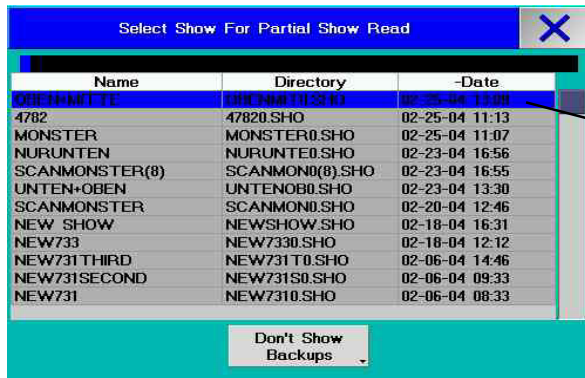 Select Show For Partial Show Read
Name Directory -Date
OBEN+MITTE OBENMIT0.SHO 02-25-04
4782 47820.SHO 02-25-04 11:13
MONSTER MONSTER0.SHO 02-25-04 11:07
NURUNTEN NURUNTE0.SHO 02-23-04 16:56
SCANMONSTER(8) SCANMON0(8).SHO 02-23-04 16:55
UNTEN+OBEN UNTENOB0.SHO 02-23-04 13:30
SCANMONSTER SCANMON0.SHO 02-20-04 12:46
NEW SHOW NEWSHOW.SHO 02-18-04 16:31
NEW733 NEW7330.SHO 02-18-04 12:12
NEW731THIRD NEW731T0.SHO 02-06-04 14:46
NEW731SECOND NEW731S0.SHO 02-06-04 09:33
NEW731 NEW7310.SHO 02-06-04 08:33
Don't Show
Backups